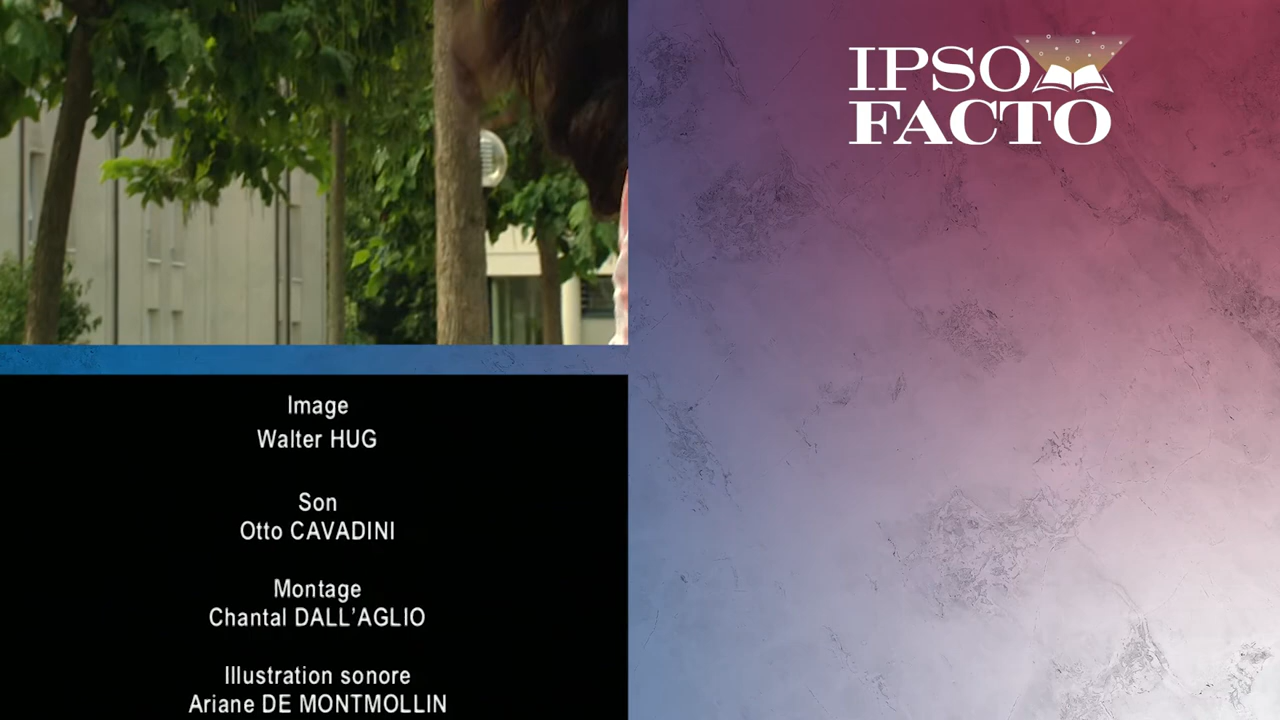 IPSO
FACTO
Image
Walter HUG
Son
Otto CAVADINI
Montage
Chantal DALL'AGLIO
Illustration sonore
Ariane DE MONTMOLLIN